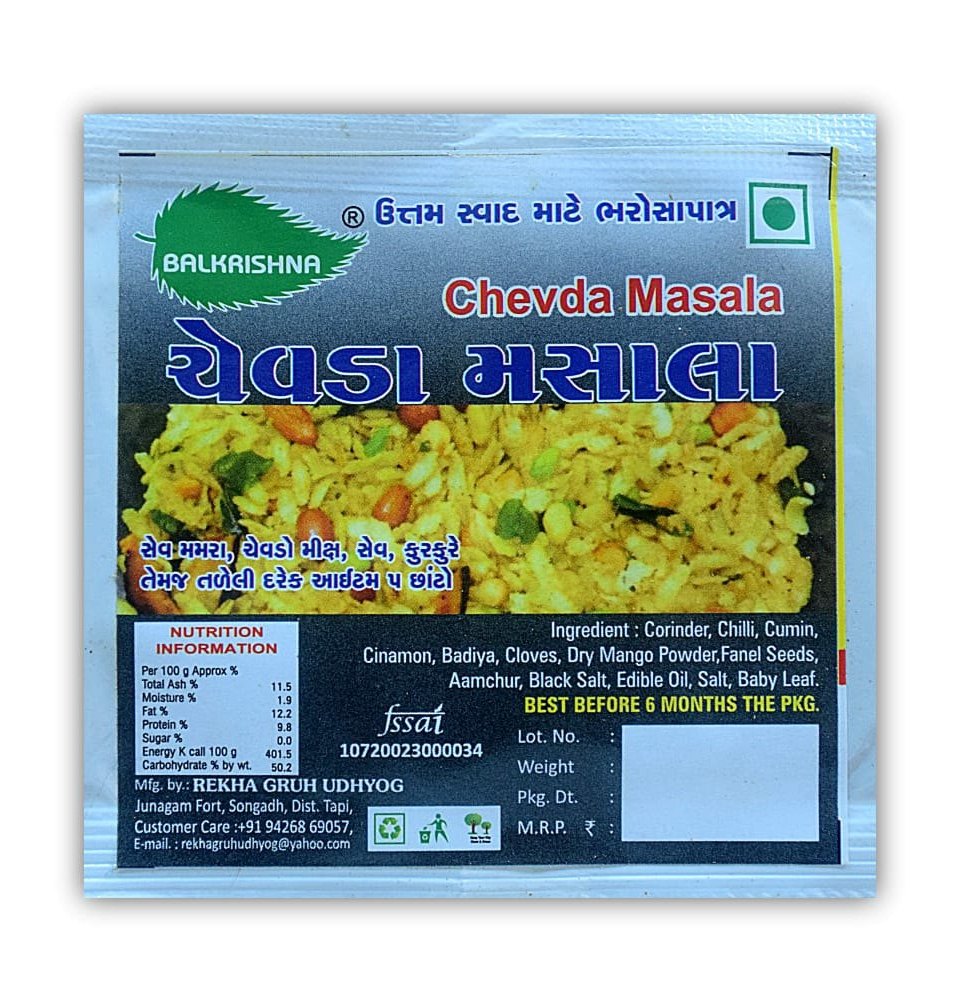 BALKRISHNA
® ઉત્તમ સ્વાદ માટે ભરોસાપાત્ર
Chevda Masala
ચેવડા મસાલા
સેવ મમરા, ચેવડો મીક્ષ, સેવ, કુરકુરે
તેમજ તળેલી દરેક આઈટમ પ છાંટો
NUTRITION
INFORMATION
Per 100 g Approx %
Total Ash % 11.5
Moisture % 1.9
Fat % 12.2
Protein % 9.8
Sugar % 0.0
Energy K call 100 g 401.5
Carbohydrate % by wt. 50.2
Ingredient : Corinder, Chilli, Cumin,
Cinamon, Badiya, Cloves, Dry Mango Powder,Fanel Seeds,
Aamchur, Black Salt, Edible Oil, Salt, Baby Leaf.
BEST BEFORE 6 MONTHS THE PKG.
fssai
10720023000034
Lot. No. :
Weight :
Pkg. Dt. :
M.R.P. ₹ :
Mfg. by.: REKHA GRUH UDHYOG
Junagam Fort, Songadh, Dist. Tapi,
Customer Care :+91 94268 69057,
E-mail. : rekhagruhudhyog@yahoo.com